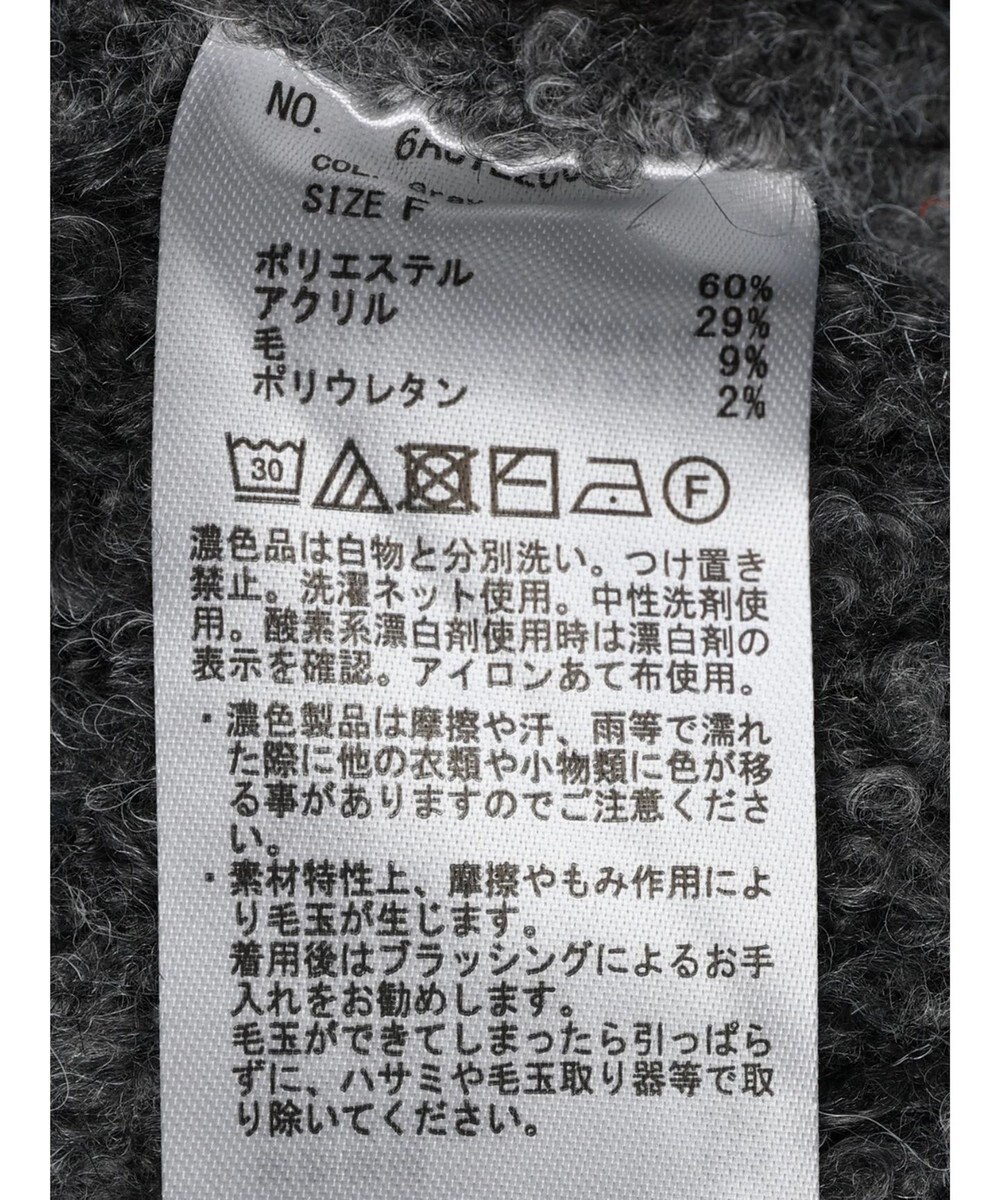 NO.
SIZE F
ポリエステル 60%
アクリル 29%
毛 9%
ポリウレタン 2%
30 F
濃色品は白物と分別洗い。つけ置き
禁止。洗濯ネット使用。中性洗剤使
用。酸素系漂白剤使用時は漂白剤の
表示を確認。アイロンあて布使用。
・濃色製品は摩擦や汗、雨等で濡れ
た際に他の衣類や小物類に色が移
る事がありますのでご注意くださ
い。
・素材特性上、摩擦やもみ作用によ
り毛玉が生じます。
着用後はブラッシングによるお手
入れをお勧めします。
毛玉ができてしまったら引っぱら
ずに、ハサミや毛玉取り器等で取
り除いてください。